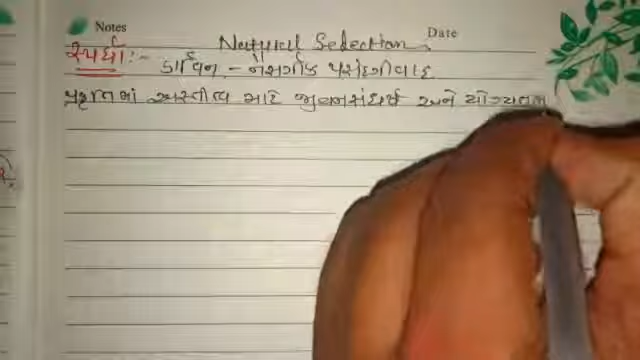 Notes
Date
Natural Selection
સ્પર્ધા :- ડાર્વિન - નૈસર્ગીક પસંદગીવાદ
પ્રકૃતિમાં અસ્તીત્વ માટે જીવનસંઘર્ષ અને યોગ્યતમ